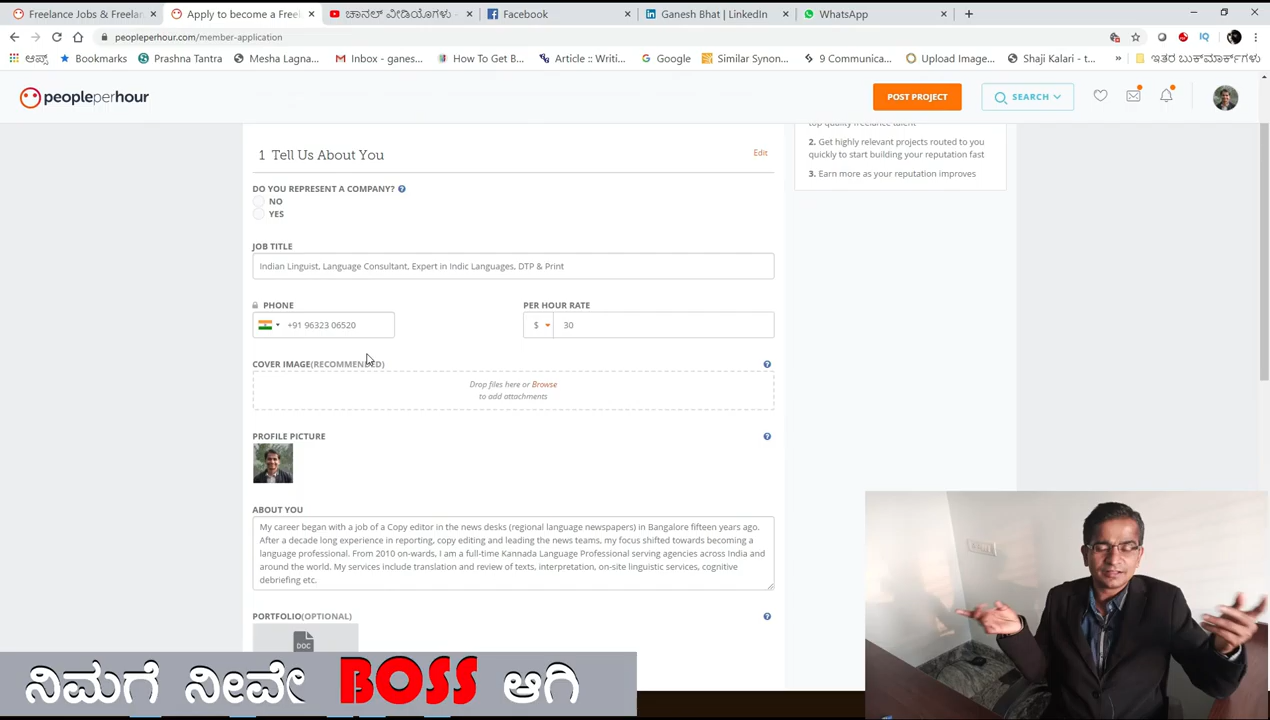 Freelance Jobs & Freelan
Apply to become a Free
ಚಾನಲ್ ವೀಡಿಯೊಗಳು
Facebook
Ganesh Bhat | LinkedIn
WhatsApp
peopleperhour.com/member-application
ಆಪ್ಸ್
Bookmarks
Prashna Tantra
Mesha Lagna...
Inbox - ganes...
How To Get B...
Article :: Writi...
Google
Similar Synon...
9 Communica...
Upload Image...
Shaji Kalari - t...
»
ಇತರ ಬುಕ್‌ಮಾರ್ಕ್‌ಗಳು
peopleperhour
POST PROJECT
SEARCH
1 Tell Us About You
Edit
top quality freelance talent
2. Get highly relevant projects routed to you
quickly to start building your reputation fast
3. Earn more as your reputation improves
DO YOU REPRESENT A COMPANY?
NO
YES
JOB TITLE
Indian Linguist, Language Consultant, Expert in Indic Languages, DTP & Print
PHONE
PER HOUR RATE
+91 96323 06520
$ 30
COVER IMAGE(RECOMMENDED)
Drop files here or Browse
to add attachments
PROFILE PICTURE
ABOUT YOU
My career began with a job of a Copy editor in the news desks (regional language newspapers) in Bangalore fifteen years ago.
After a decade long experience in reporting, copy editing and leading the news teams, my focus shifted towards becoming a
language professional. From 2010 on-wards, I am a full-time Kannada Language Professional serving agencies across India and
around the world. My services include translation and review of texts, interpretation, on-site linguistic services, cognitive
debriefing etc.
PORTFOLIO(OPTIONAL)
DOC
ನಿಮಗೆ ನೀವೇ BOSS ಆಗಿ